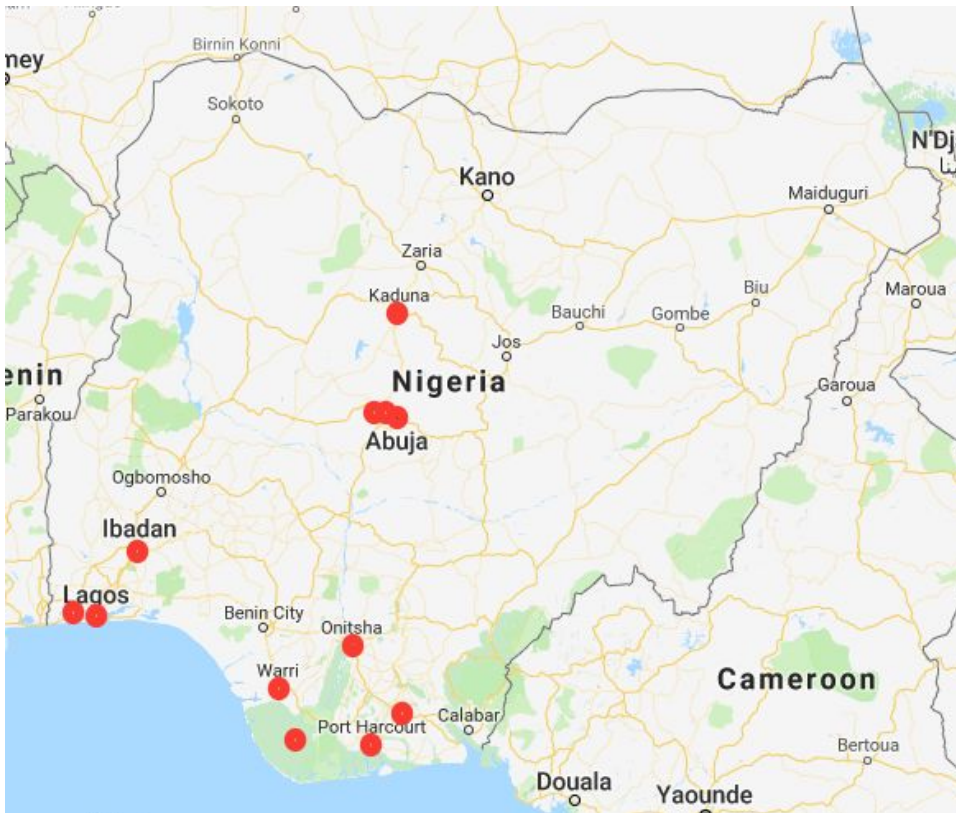 Birnin Konni
mey
Sokoto
N'Dj
Kano
Maiduguri
Zaria
Kaduna
Maroua
Biu
Bauchi
Gombe
Jos
enin
Nigeria
Garoua
Parakou
Abuja
Ogbomosho
Ibadan
Lagos
Benin City
Onitsha
Warri
Cameroon
Port Harcourt
Calabar
Bertoua
Douala
Yaounde